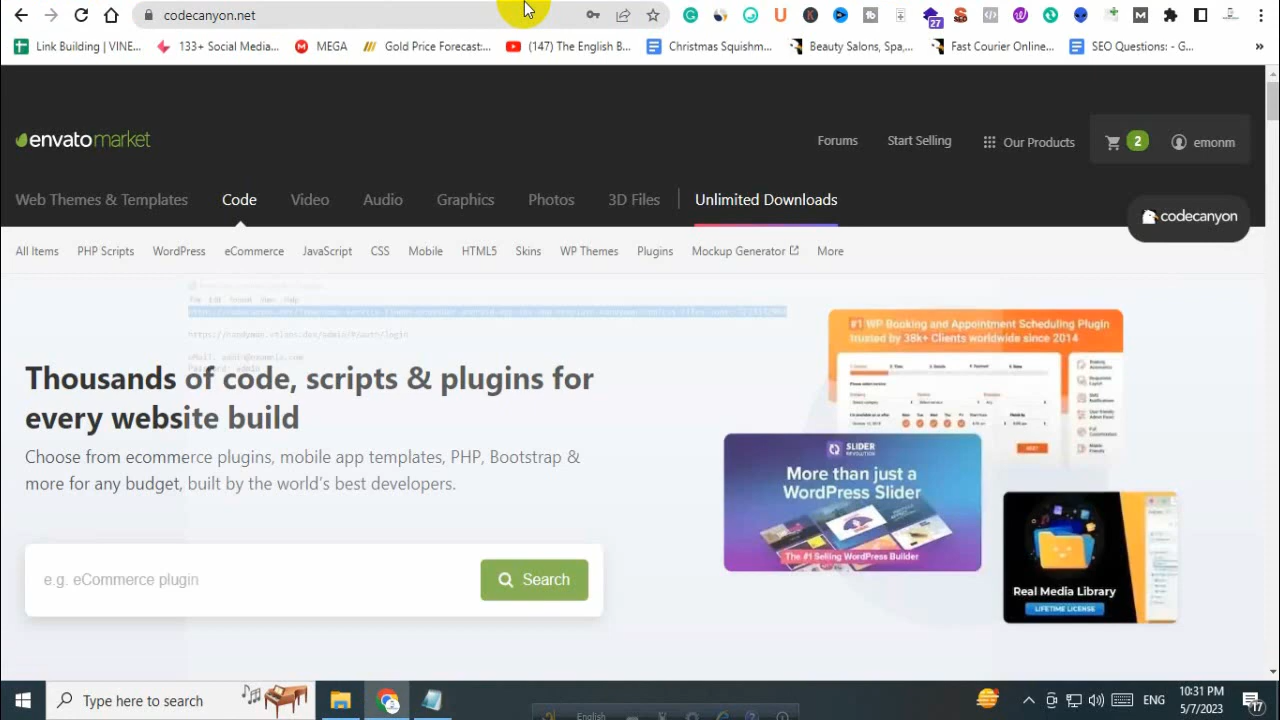 codecanyon.net
27
Link Building | VINE...
133+ Social Media...
MEGA
Gold Price Forecast:...
(147) The English B...
Christmas Squishm...
Beauty Salons, Spa,...
Fast Courier Online...
SEO Questions: - G...
»
envatomarket
Forums
Start Selling
Our Products
2
emonm
Web Themes & Templates
Code
Video
Audio
Graphics
Photos
3D Files
Unlimited Downloads
codecanyon
All Items
PHP Scripts
WordPress
eCommerce
JavaScript
CSS
Mobile
HTML5
Skins
WP Themes
Plugins
Mockup Generator
More
#1 WP Booking and Appointment Scheduling Plugin
trusted by 38k+ Clients worldwide since 2014
Thousands of code, scripts & plugins for
every website build
Choose from ecommerce plugins, mobile app templates, PHP, Bootstrap &
more for any budget, built by the world's best developers.
SLIDER
REVOLUTION
More than just a
WordPress Slider
The #1 Selling WordPress Builder
Real Media Library
LIFETIME LICENSE
e.g. eCommerce plugin
Search
Type here to search
English
ENG
10:31 PM
5/7/2023
17